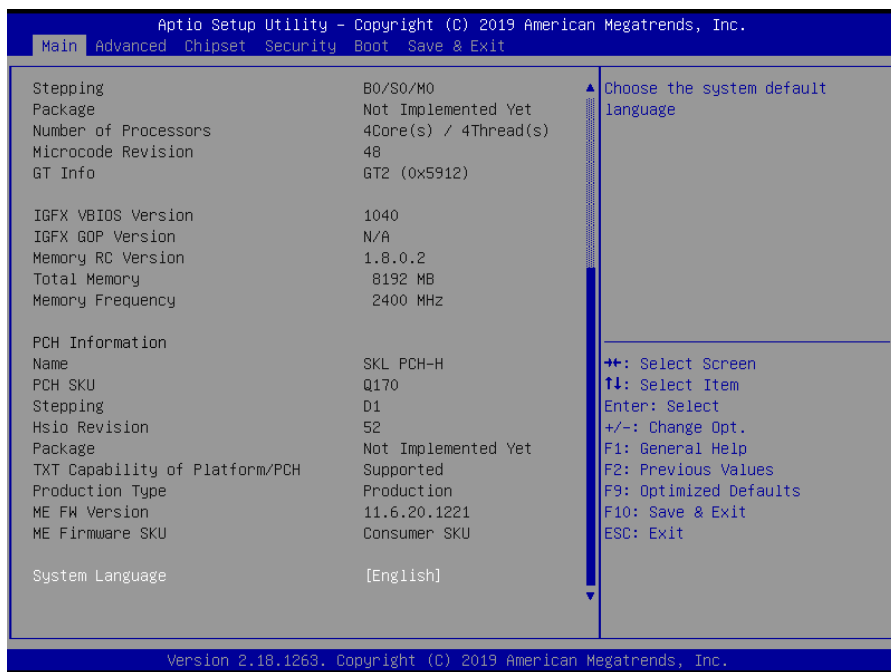 Aptio Setup Utility – Copyright (C) 2019 American Megatrends, Inc.
Main Advanced Chipset Security Boot Save & Exit
Stepping B0/S0/M0
Package Not Implemented Yet
Number of Processors 4Core(s) / 4Thread(s)
Microcode Revision 48
GT Info GT2 (0x5912)
IGFX VBIOS Version 1040
IGFX GOP Version N/A
Memory RC Version 1.8.0.2
Total Memory 8192 MB
Memory Frequency 2400 MHz
PCH Information
Name SKL PCH-H
PCH SKU Q170
Stepping D1
Hsio Revision 52
Package Not Implemented Yet
TXT Capability of Platform/PCH Supported
Production Type Production
ME FW Version 11.6.20.1221
ME Firmware SKU Consumer SKU
System Language [English]
Choose the system default
language
→←: Select Screen
↑↓: Select Item
Enter: Select
+/-: Change Opt.
F1: General Help
F2: Previous Values
F9: Optimized Defaults
F10: Save & Exit
ESC: Exit
Version 2.18.1263. Copyright (C) 2019 American Megatrends, Inc.